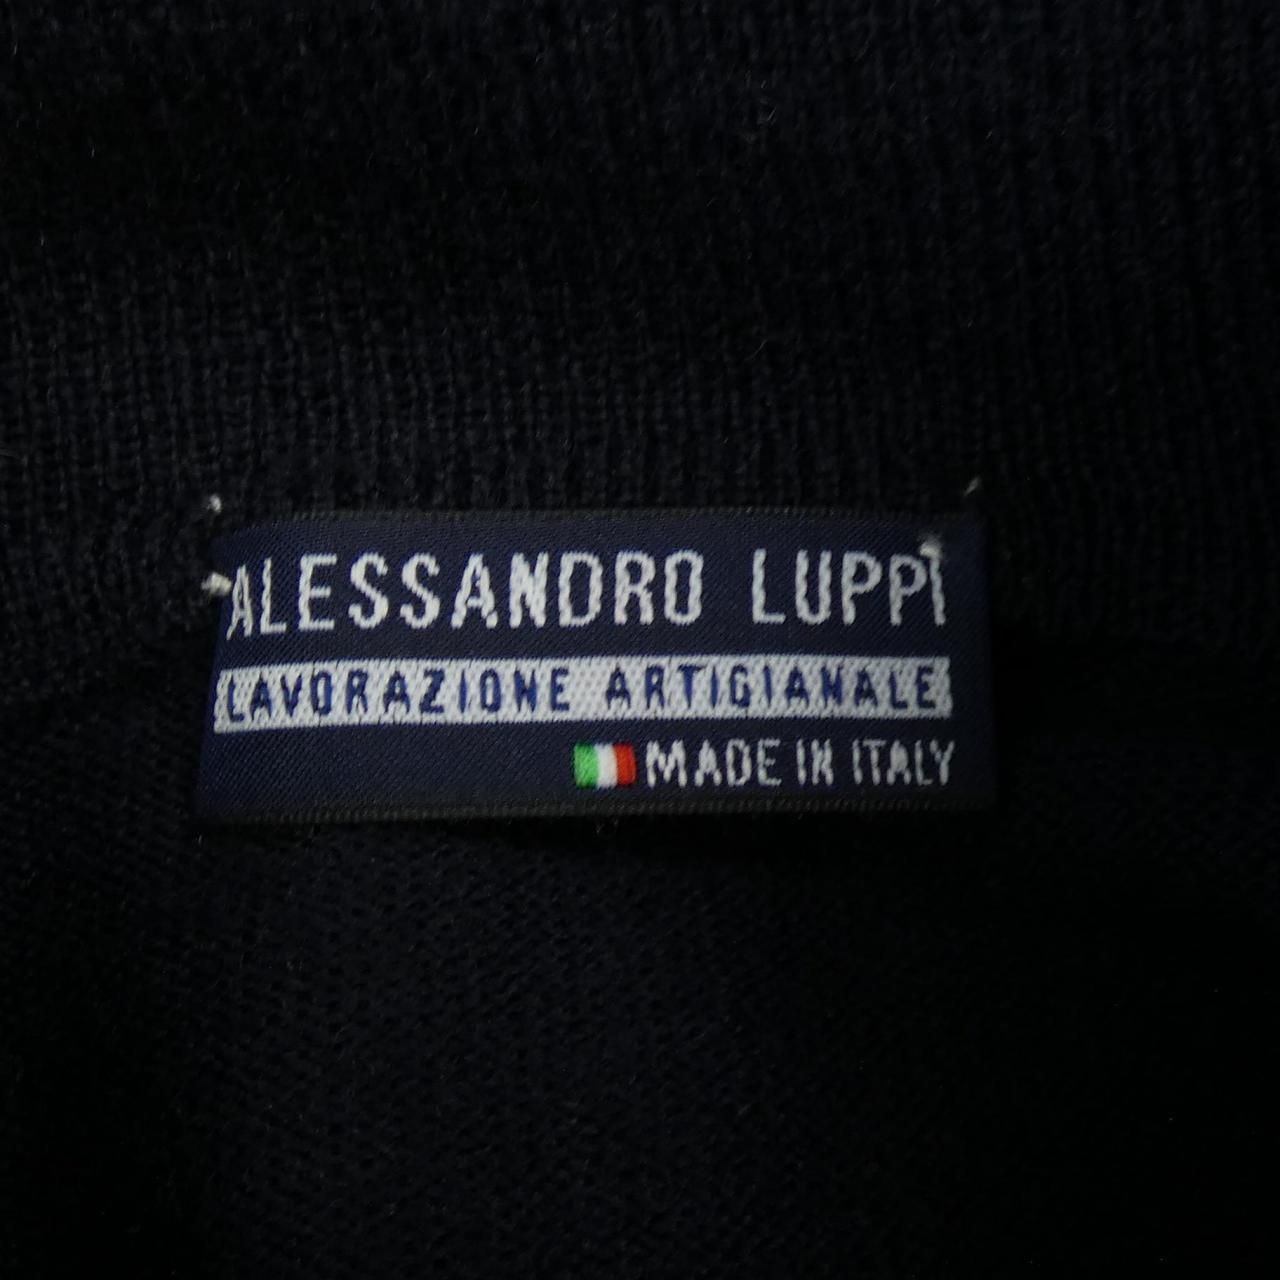 ALESSANDRO LUPPI
LAVORAZIONE ARTIGIANALE
MADE IN ITALY